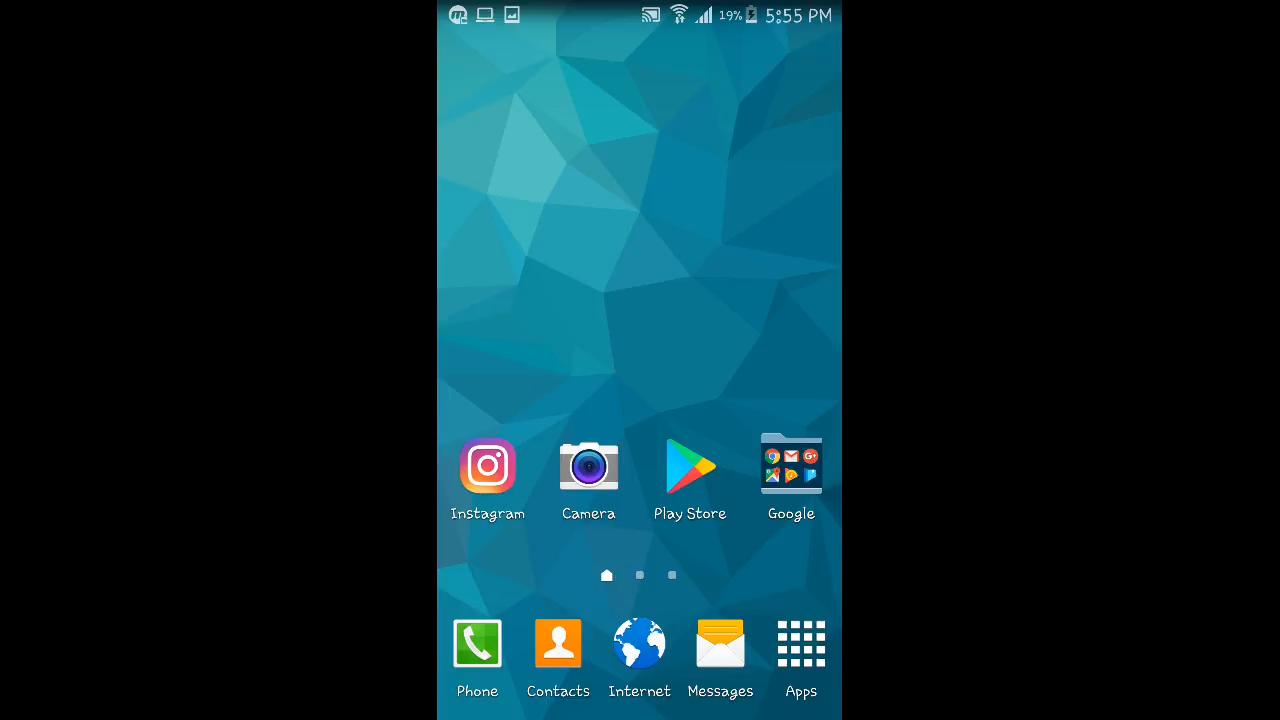 19% 5:55 PM
Instagram Camera Play Store Google
Phone Contacts Internet Messages Apps